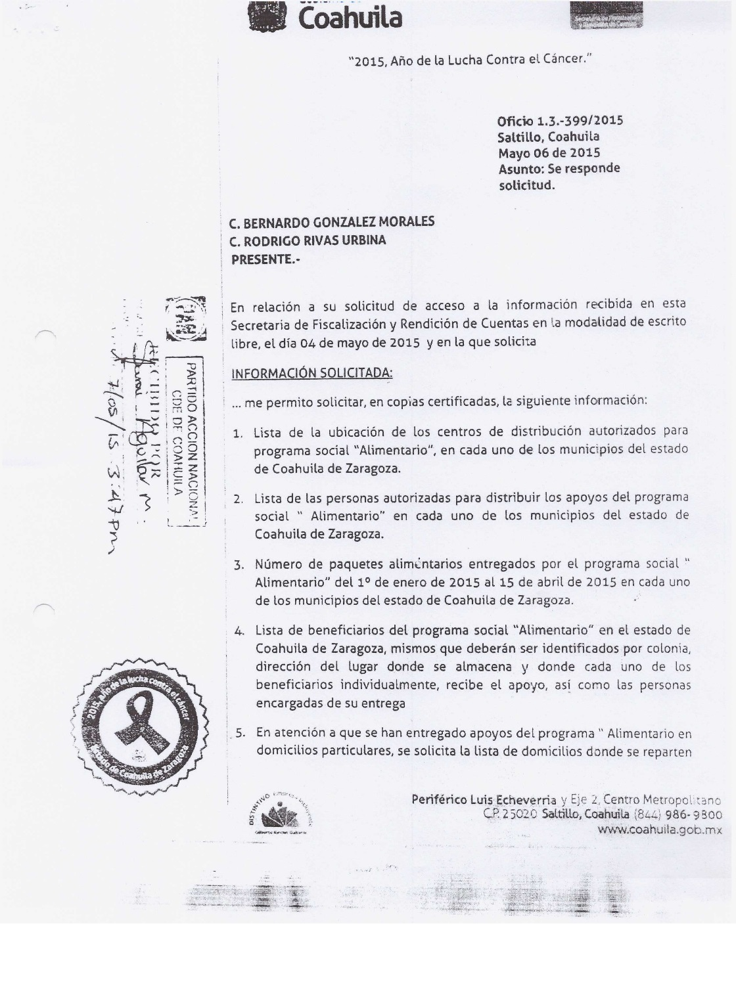 Coahuila
"2015, Año de la Lucha Contra el Cáncer."
Oficio 1.3.-399/2015
Saltillo, Coahuila
Mayo 06 de 2015
Asunto: Se responde
solicitud.
C. BERNARDO GONZALEZ MORALES
C. RODRIGO RIVAS URBINA
PRESENTE.-
En relación a su solicitud de acceso a la información recibida en esta
Secretaria de Fiscalización y Rendición de Cuentas en la modalidad de escrito
libre, el día 04 de mayo de 2015 y en la que solicita
INFORMACIÓN SOLICITADA:
... me permito solicitar, en copias certificadas, la siguiente información:
1. Lista de la ubicación de los centros de distribución autorizados para
programa social "Alimentario", en cada uno de los municipios del estado
de Coahuila de Zaragoza.
2. Lista de las personas autorizadas para distribuir los apoyos del programa
social " Alimentario" en cada uno de los municipios del estado de
Coahuila de Zaragoza.
3. Número de paquetes alimentarios entregados por el programa social "
Alimentario" del 1º de enero de 2015 al 15 de abril de 2015 en cada uno
de los municipios del estado de Coahuila de Zaragoza.
4. Lista de beneficiarios del programa social "Alimentario" en el estado de
Coahuila de Zaragoza, mismos que deberán ser identificados por colonia,
dirección del lugar donde se almacena y donde cada uno de los
beneficiarios individualmente, recibe el apoyo, así como las personas
encargadas de su entrega
5. En atención a que se han entregado apoyos del programa " Alimentario en
domicilios particulares, se solicita la lista de domicilios donde se reparten
PARTIDO ACCION NACIONAL
CDE DE COAHUILA
RECIBIDO POR
Aguilar M.
7/05/15 3:47 pm
2015, Año de la lucha contra el cáncer
Estado de Coahuila de Zaragoza
DISTINTIVO
Periférico Luis Echeverria y Eje 2, Centro Metropolitano
C.P. 25020 Saltillo, Coahuila (844) 986-9800
www.coahuila.gob.mx